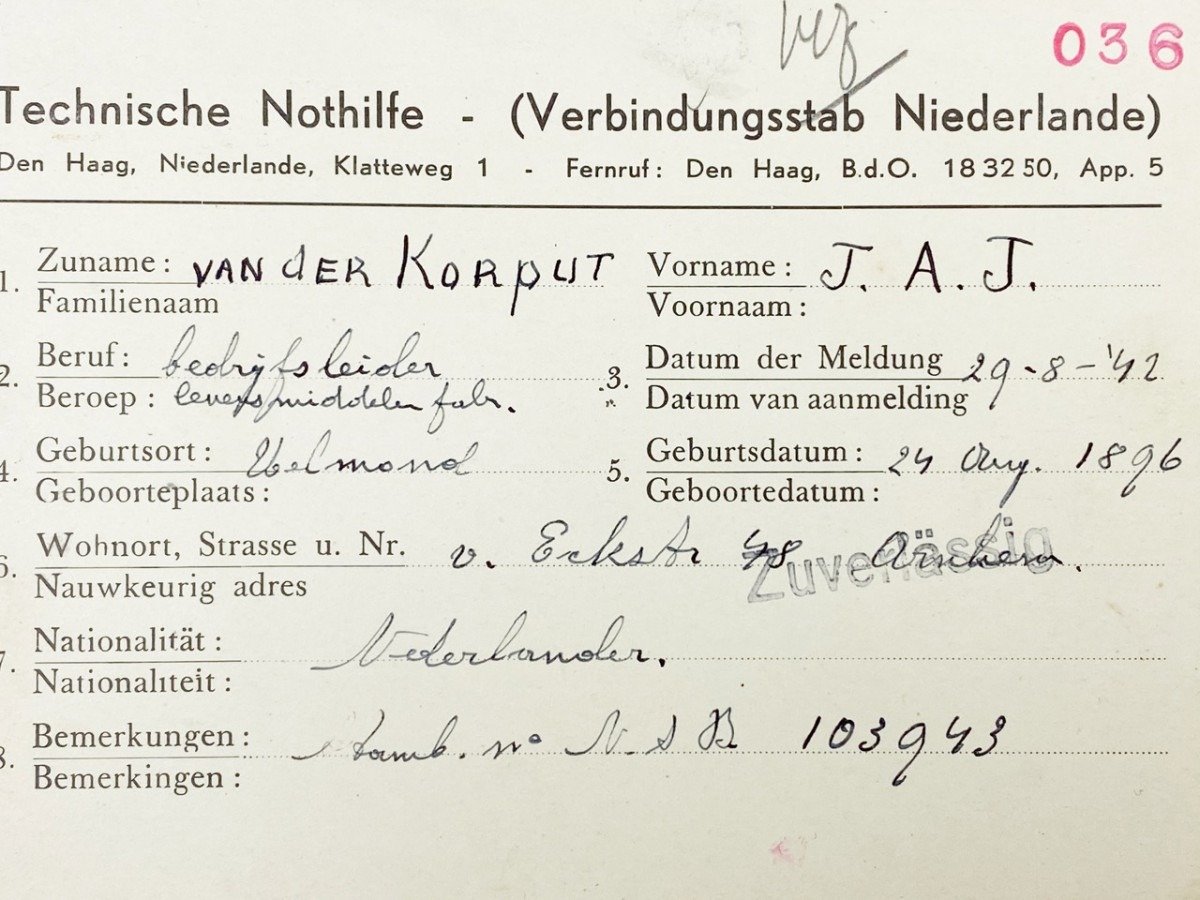 036
Technische Nothilfe - (Verbindungsstab Niederlande)
Den Haag, Niederlande, Klatteweg 1 - Fernruf: Den Haag, B.d.O. 18 32 50, App. 5
1. Zuname: VAN DER KORPUT Vorname: J. A. J.
Familienaam Voornaam:
2. Beruf: bedrijfsleider 3. Datum der Meldung 29-8-'42
Beroep: levensmiddelen fabr. Datum van aanmelding
4. Geburtsort: Helmond 5. Geburtsdatum: 24 Aug. 1896
Geboorteplaats: Geboortedatum:
6. Wohnort, Strasse u. Nr. v. Eckstr 48 Arnhem.
Zuverlässig
Nauwkeurig adres
7. Nationalität: Nederlander.
Nationaliteit:
8. Bemerkungen: stamb. no N.S.B 103943
Bemerkingen: